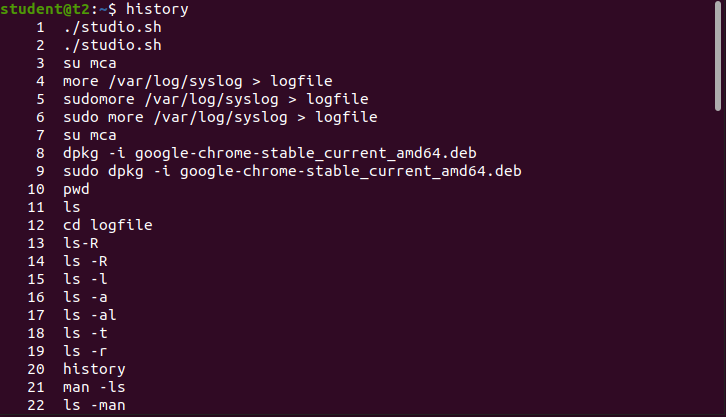 student@t2:~$ history
1 ./studio.sh
2 ./studio.sh
3 su mca
4 more /var/log/syslog > logfile
5 sudomore /var/log/syslog > logfile
6 sudo more /var/log/syslog > logfile
7 su mca
8 dpkg -i google-chrome-stable_current_amd64.deb
9 sudo dpkg -i google-chrome-stable_current_amd64.deb
10 pwd
11 ls
12 cd logfile
13 ls-R
14 ls -R
15 ls -l
16 ls -a
17 ls -al
18 ls -t
19 ls -r
20 history
21 man -ls
22 ls -man